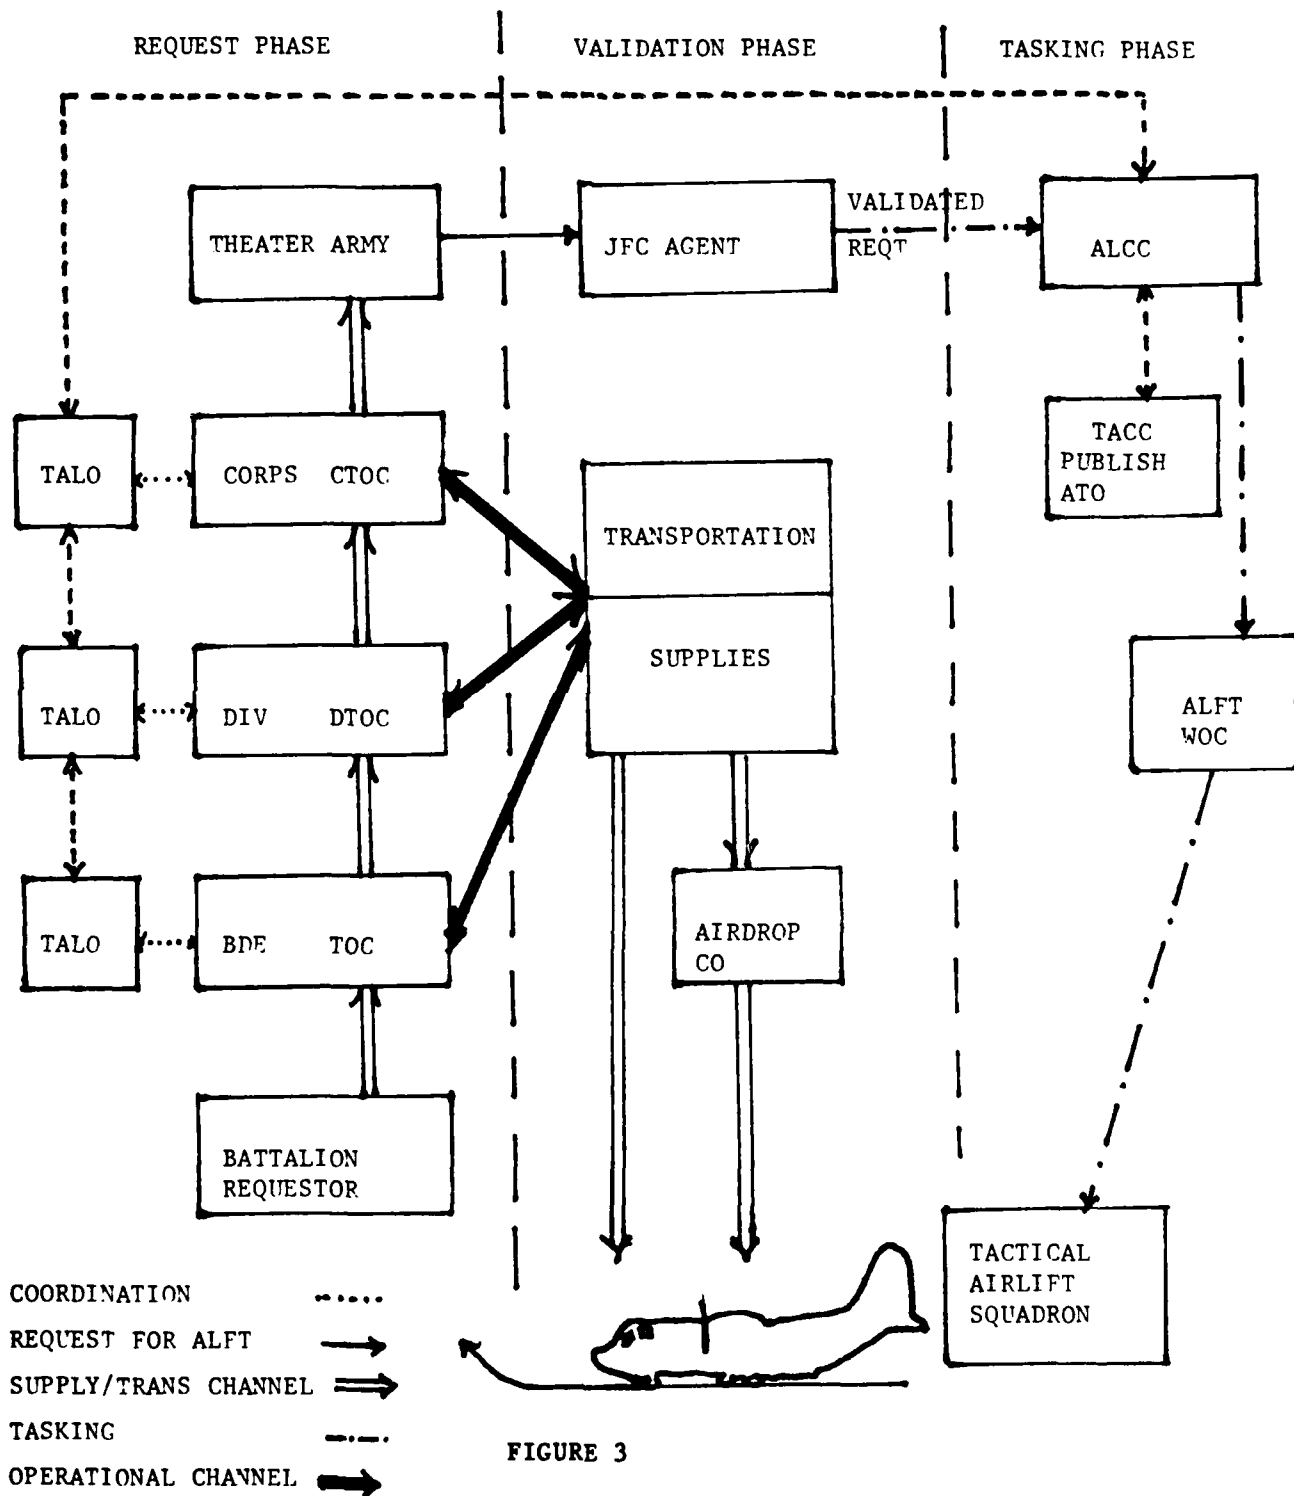 REQUEST PHASE
VALIDATION PHASE
TASKING PHASE
THEATER ARMY
JFC AGENT
VALIDATED
REQT
ALCC
TALO
CORPS CTOC
TACC
PUBLISH
ATO
TRANSPORTATION
SUPPLIES
TALO
DIV DTOC
ALFT
WOC
TALO
BDE TOC
AIRDROP
CO
BATTALION
REQUESTOR
TACTICAL
AIRLIFT
SQUADRON
COORDINATION
REQUEST FOR ALFT
SUPPLY/TRANS CHANNEL
TASKING
OPERATIONAL CHANNEL
FIGURE 3